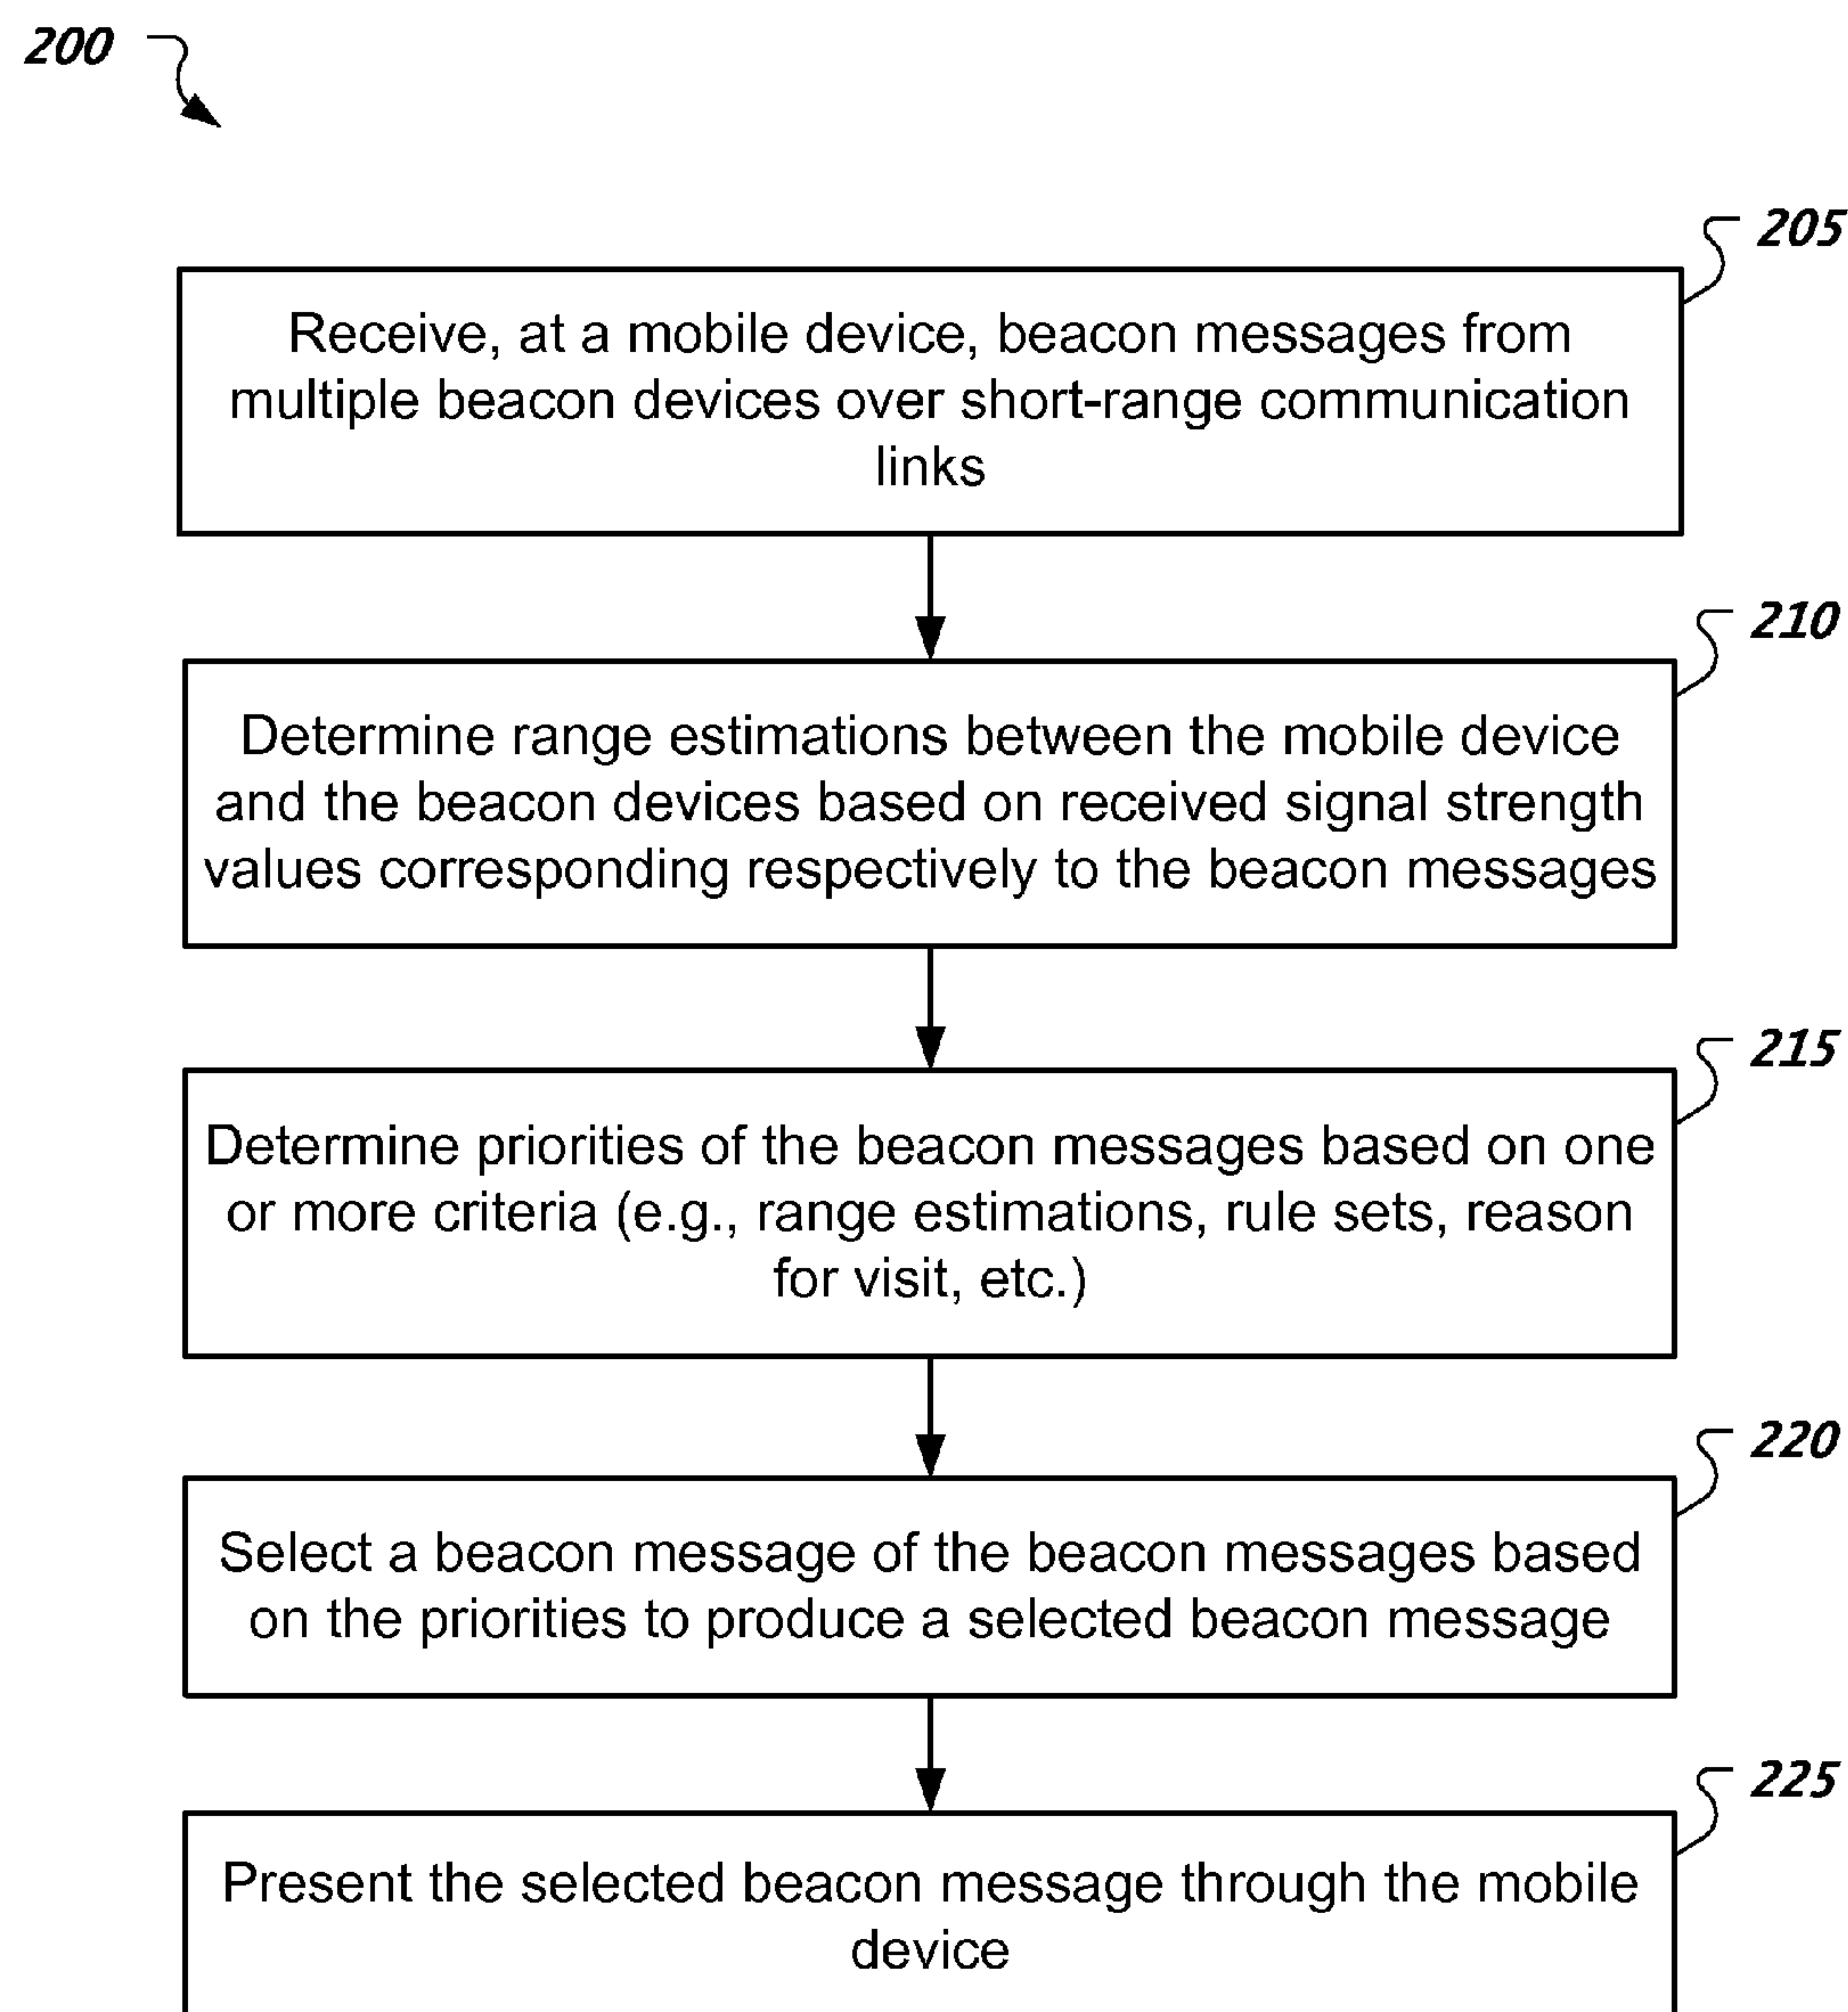 200
205
Receive, at a mobile device, beacon messages from
multiple beacon devices over short-range communication
links
210
Determine range estimations between the mobile device
and the beacon devices based on received signal strength
values corresponding respectively to the beacon messages
215
Determine priorities of the beacon messages based on one
or more criteria (e.g., range estimations, rule sets, reason
for visit, etc.)
220
Select a beacon message of the beacon messages based
on the priorities to produce a selected beacon message
225
Present the selected beacon message through the mobile
device